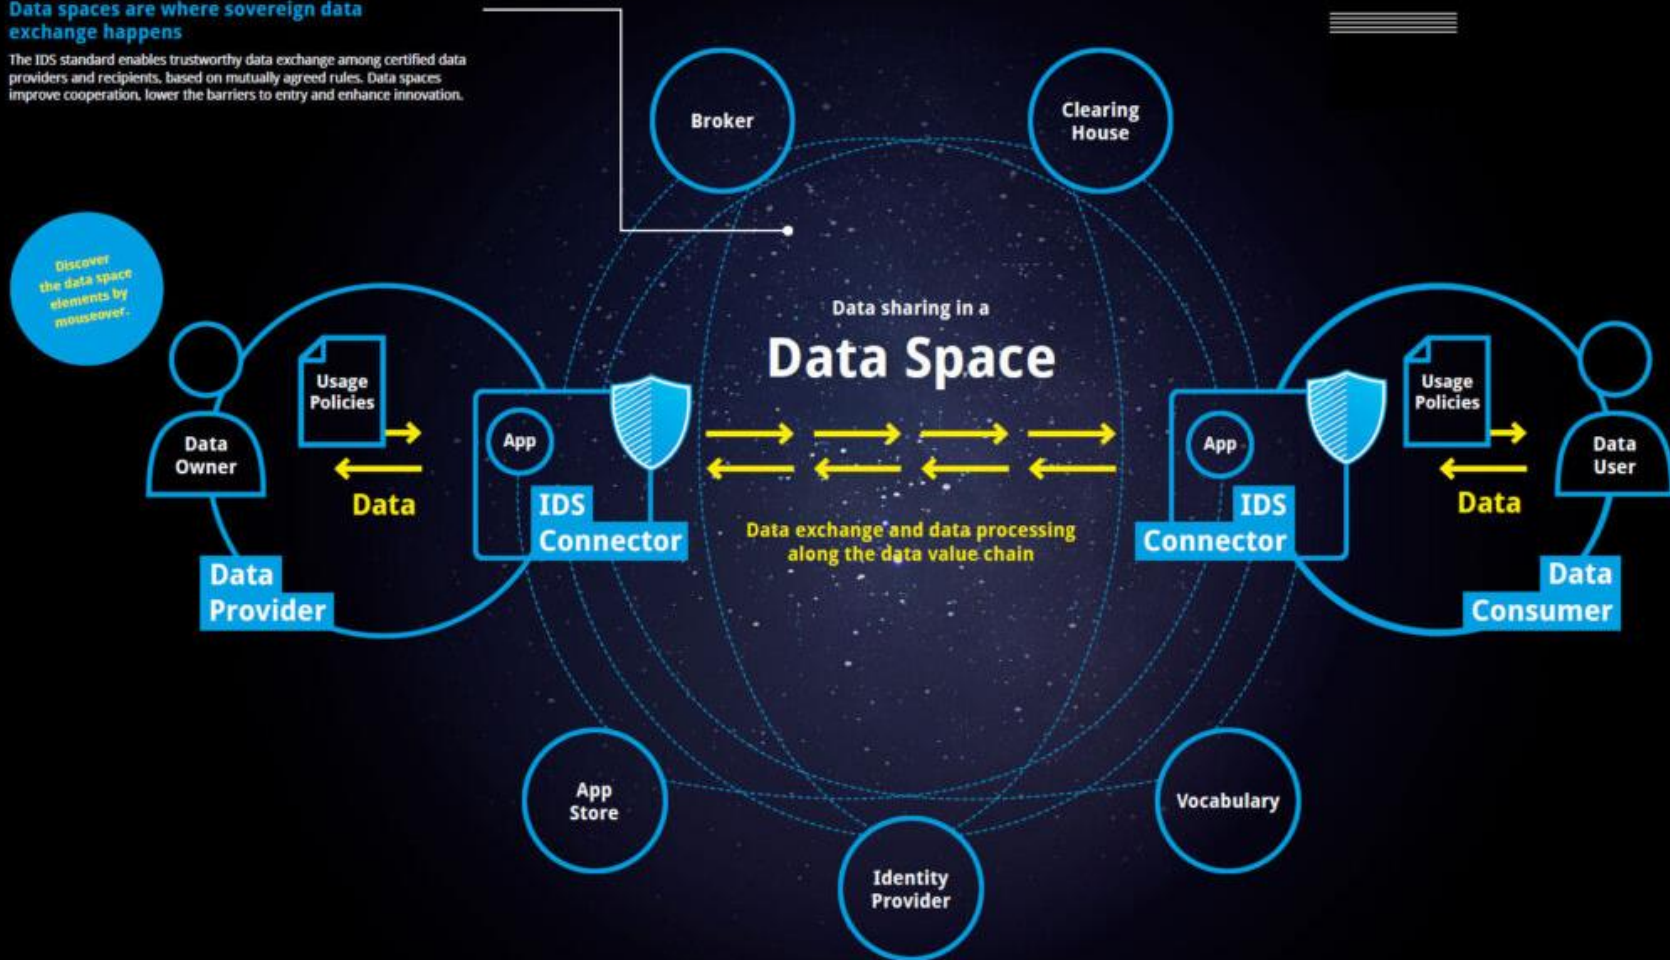 Data spaces are where sovereign data
exchange happens
The IDS standard enables trustworthy data exchange among certified data
providers and recipients, based on mutually agreed rules. Data spaces
improve cooperation, lower the barriers to entry and enhance innovation.
Broker
Clearing
House
Discover
the data space
elements by
mouseover.
Data sharing in a
Data Space
Usage
Policies
Data
Owner
Data
App
IDS
Connector
Data
Provider
Data exchange and data processing
along the data value chain
App
IDS
Connector
Usage
Policies
Data
User
Data
Data
Consumer
App
Store
Identity
Provider
Vocabulary